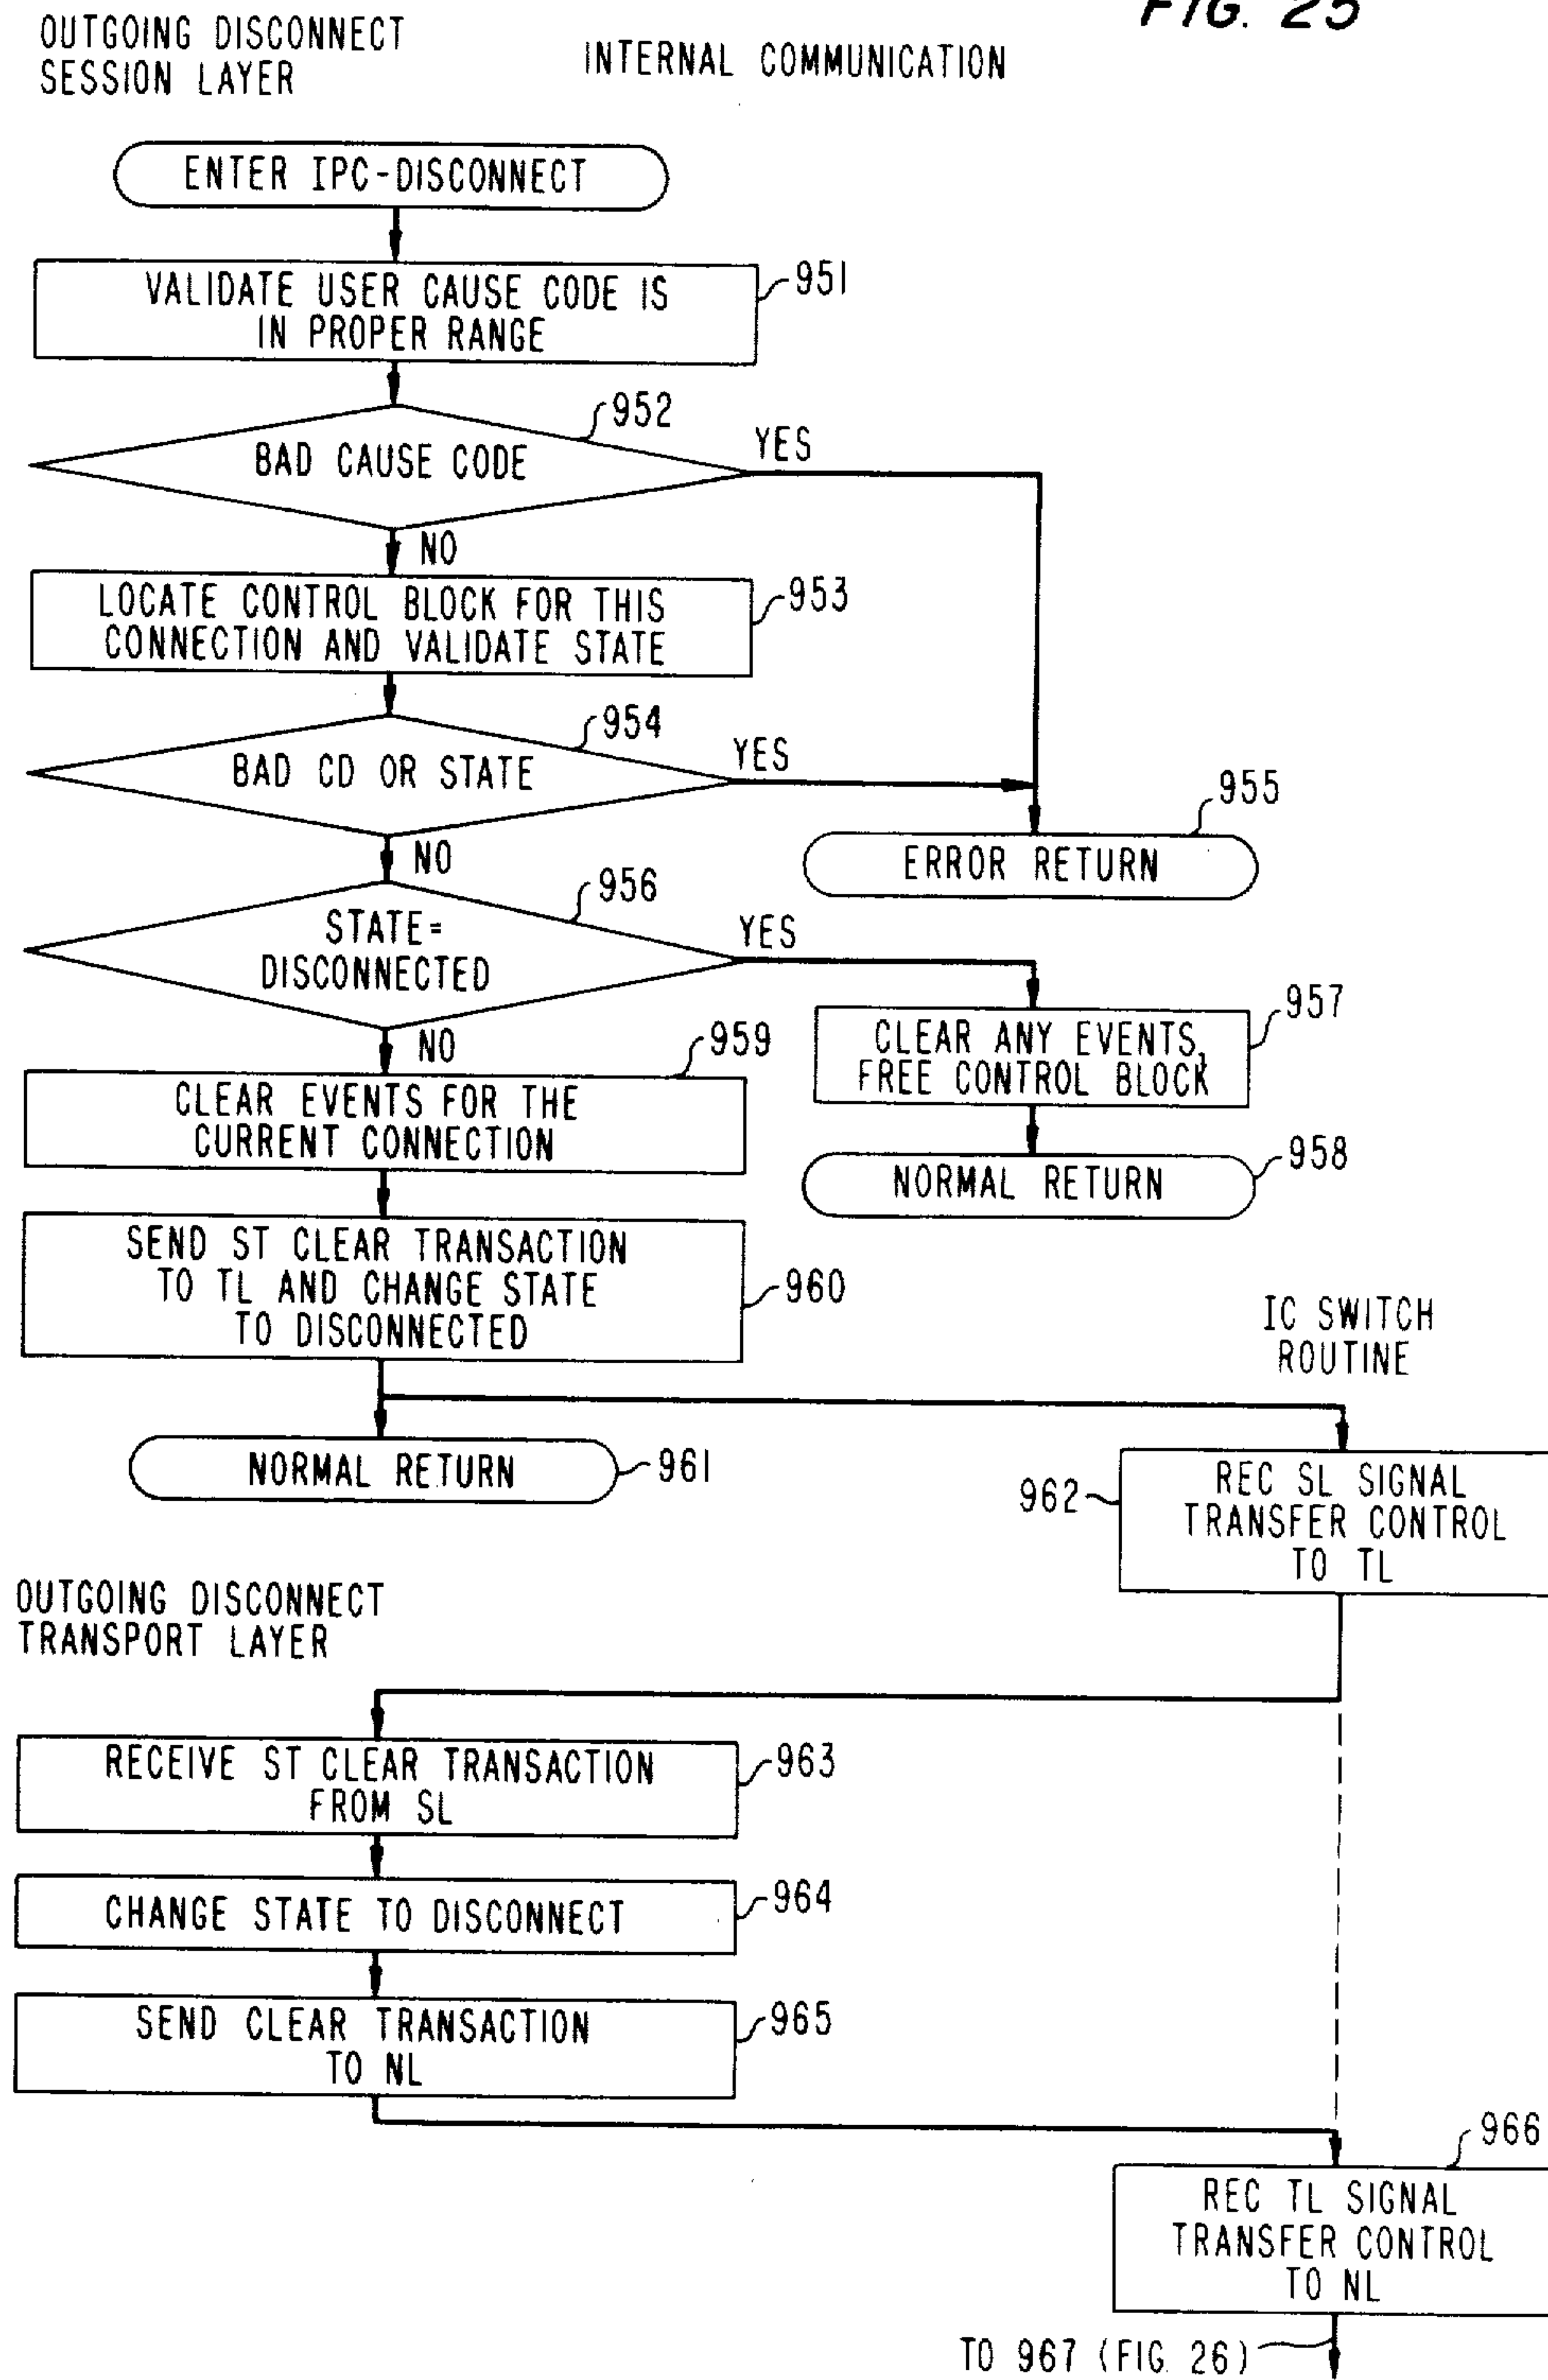 FIG. 25
OUTGOING DISCONNECT
SESSION LAYER
INTERNAL COMMUNICATION
ENTER IPC-DISCONNECT
VALIDATE USER CAUSE CODE IS
IN PROPER RANGE
951
952
BAD CAUSE CODE
YES
NO
LOCATE CONTROL BLOCK FOR THIS
CONNECTION AND VALIDATE STATE
953
954
BAD CD OR STATE
YES
955
ERROR RETURN
NO
956
STATE=
DISCONNECTED
YES
957
CLEAR ANY EVENTS,
FREE CONTROL BLOCK
NO
959
CLEAR EVENTS FOR THE
CURRENT CONNECTION
958
NORMAL RETURN
SEND ST CLEAR TRANSACTION
TO TL AND CHANGE STATE
TO DISCONNECTED
960
IC SWITCH
ROUTINE
NORMAL RETURN
961
962
REC SL SIGNAL
TRANSFER CONTROL
TO TL
OUTGOING DISCONNECT
TRANSPORT LAYER
RECEIVE ST CLEAR TRANSACTION
FROM SL
963
CHANGE STATE TO DISCONNECT
964
SEND CLEAR TRANSACTION
TO NL
965
966
REC TL SIGNAL
TRANSFER CONTROL
TO NL
TO 967 (FIG. 26)